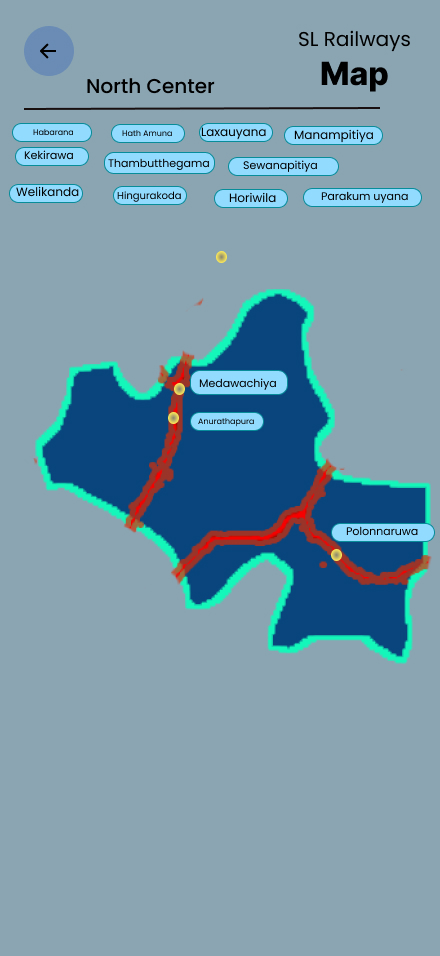 SL Railways
Map
North Center
Habarana
Hath Amuna
Laxauyana
Manampitiya
Kekirawa
Thambutthegama
Sewanapitiya
Welikanda
Hingurakoda
Horiwila
Parakum uyana
Medawachiya
Anurathapura
Polonnaruwa